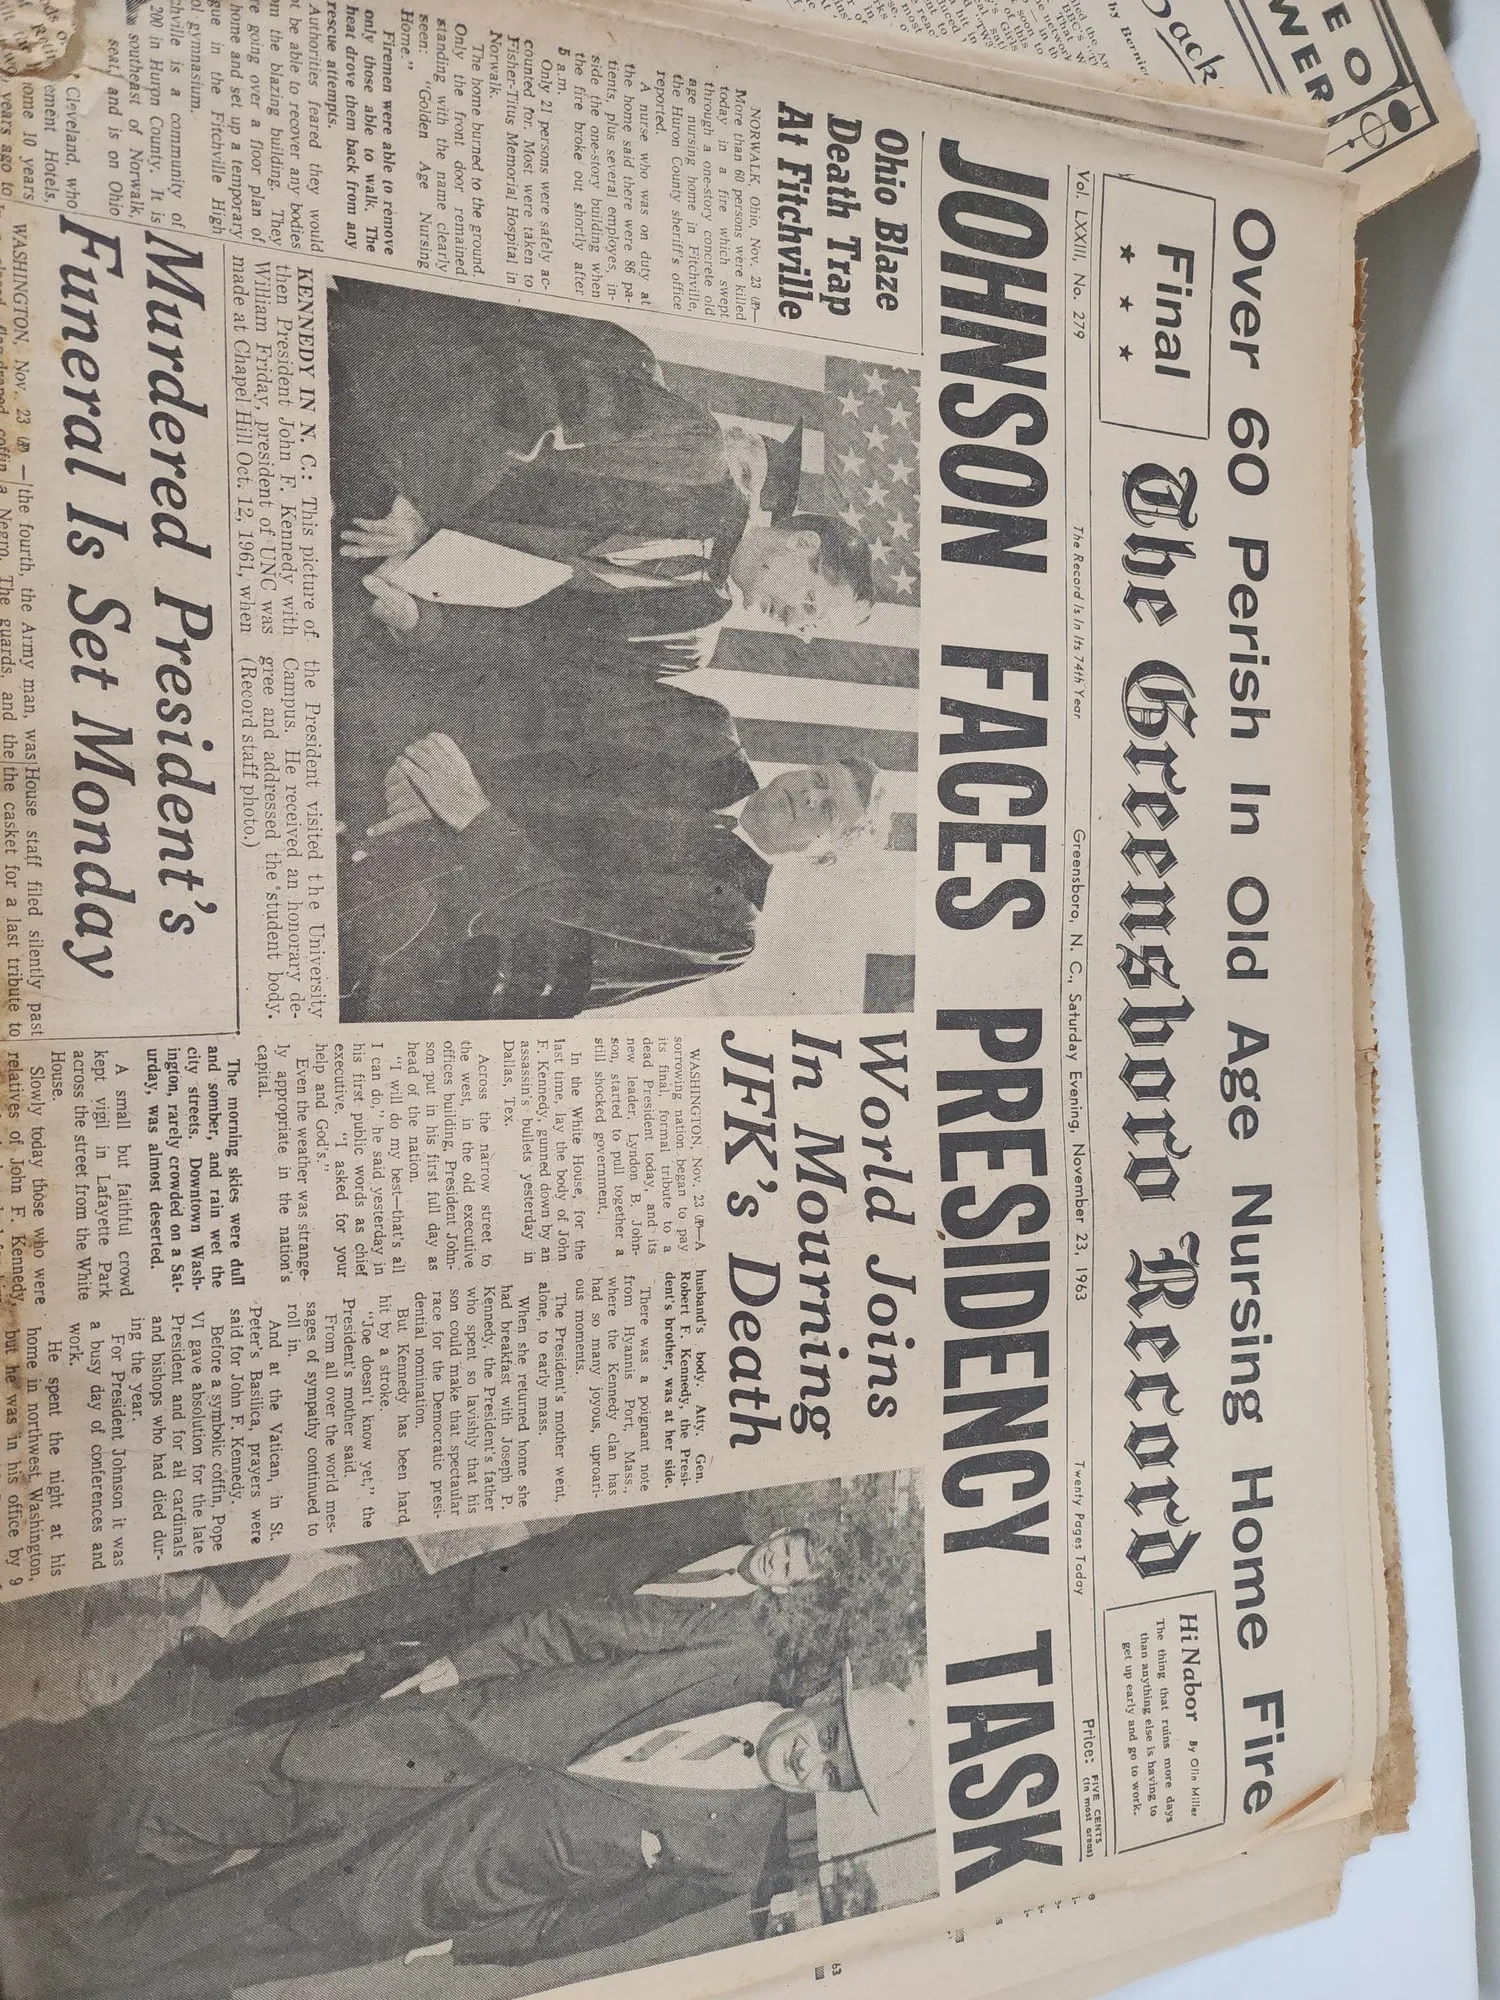 Over 60 Perish In Old Age Nursing Home Fire
Final
★ ★ ★
The Greensboro Record
Hi Nabor By Olin Miller
The thing that ruins more days
than anything else is having to
get up early and go to work.
Vol. LXXIII, No. 279
The Record Is In Its 74th Year
Greensboro, N. C., Saturday Evening, November 23, 1963
Twenty Pages Today
Price: FIVE CENTS
(In most areas)
JOHNSON FACES PRESIDENCY TASK
Ohio Blaze
Death Trap
At Fitchville
NORWALK, Ohio, Nov. 23 (AP)—
More than 60 persons were killed
today in a fire which swept
through a one-story concrete old
age nursing home in Fitchville,
the Huron County sheriff's office
reported.
A nurse who was on duty at
the home said there were 86 pa-
tients, plus several employes, in-
side the one-story building when
the fire broke out shortly after
5 a.m.
Only 21 persons were safely ac-
counted for. Most were taken to
Fisher-Titus Memorial Hospital in
Norwalk.
The home burned to the ground.
Only the front door remained
standing with the name clearly
seen: "Golden Age Nursing
Home."
Firemen were able to remove
only those able to walk. The
heat drove them back from any
rescue attempts.
Authorities feared they would
be able to recover any bodies
the blazing building. They
going over a floor plan of
home and set up a temporary
in the Fitchville High
gymnasium.
is a community of
200 in Huron County. It is
southeast of Norwalk,
seat, and is on Ohio
Cleveland, who
Hotels,
10 years
years ago to
KENNEDY IN N. C.: This picture of
then President John F. Kennedy with
William Friday, president of UNC was
made at Chapel Hill Oct. 12, 1961, when
the President visited the University
Campus. He received an honorary de-
gree and addressed the student body.
(Record staff photo.)
Murdered President's
Funeral Is Set Monday
WASHINGTON, Nov. 23 (AP) —
coffin a Negro. The guards, and the
the fourth, the Army man, was
House staff filed silently past
the casket for a last tribute to
World Joins
In Mourning
JFK's Death
WASHINGTON, Nov. 23 (AP)—A
sorrowing nation began to pay
its final, formal tribute to a
dead President today, and its
new leader, Lyndon B. John-
son, started to pull together a
still shocked government.
In the White House, for the
last time, lay the body of John
F. Kennedy, gunned down by an
assassin's bullets yesterday in
Dallas, Tex.
Across the narrow street to
the west, in the old executive
offices building, President John-
son put in his first full day as
head of the nation.
"I will do my best—that's all
I can do," he said yesterday in
his first public words as chief
executive. "I asked for your
help and God's."
Even the weather was strange-
ly appropriate in the nation's
capital.
The morning skies were dull
and somber, and rain wet the
city streets. Downtown Wash-
ington, rarely crowded on a Sat-
urday, was almost deserted.
A small but faithful crowd
kept vigil in Lafayette Park
across the street from the White
House.
Slowly today those who were
relatives of John F. Kennedy,
husband's body. Atty. Gen.
Robert F. Kennedy, the Presi-
dent's brother, was at her side.
There was a poignant note
from Hyannis Port, Mass.,
where the Kennedy clan has
had so many joyous, uproari-
ous moments.
The President's mother went,
alone, to early mass.
When she returned home she
had breakfast with Joseph P.
Kennedy, the President's father
who spent so lavishly that his
son could make that spectacular
race for the Democratic presi-
dential nomination.
But Kennedy has been hard
hit by a stroke.
"Joe doesn't know yet," the
President's mother said.
From all over the world mes-
sages of sympathy continued to
roll in.
And at the Vatican, in St.
Peter's Basilica, prayers were
said for John F. Kennedy.
Before a symbolic coffin, Pope
VI gave absolution for the late
President and for all cardinals
and bishops who had died dur-
ing the year.
For President Johnson it was
a busy day of conferences and
work.
He spent the night at his
home in northwest Washington,
but he was in his office by 9
63